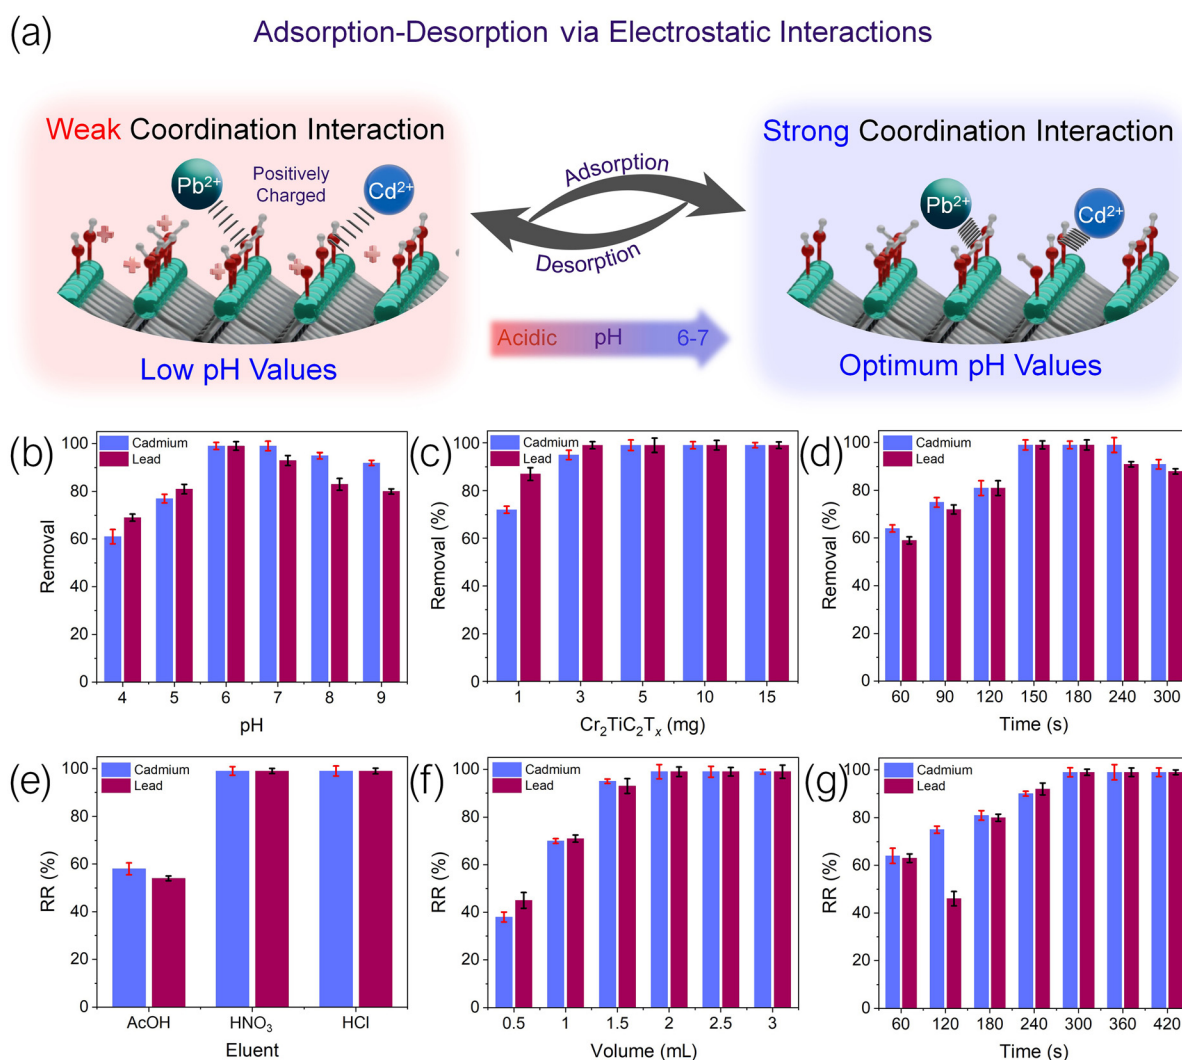 (a)
Adsorption-Desorption via Electrostatic Interactions
Weak Coordination Interaction
Pb²⁺
Positively
Charged
Cd²⁺
Low pH Values
Adsorption
Desorption
Acidic pH 6-7
Strong Coordination Interaction
Pb²⁺
Cd²⁺
Optimum pH Values
(b)
Cadmium
Lead
Removal
100
80
60
40
20
0
4 5 6 7 8 9
pH
(c)
Cadmium
Lead
Removal (%)
100
80
60
40
20
0
1 3 5 10 15
Cr₂TiC₂Tₓ (mg)
(d)
Cadmium
Lead
Removal (%)
100
80
60
40
20
0
60 90 120 150 180 240 300
Time (s)
(e)
Cadmium
Lead
RR (%)
100
80
60
40
20
0
AcOH HNO₃ HCl
Eluent
(f)
Cadmium
Lead
RR (%)
100
80
60
40
20
0
0.5 1 1.5 2 2.5 3
Volume (mL)
(g)
Cadmium
Lead
RR (%)
100
80
60
40
20
0
60 120 180 240 300 360 420
Time (s)